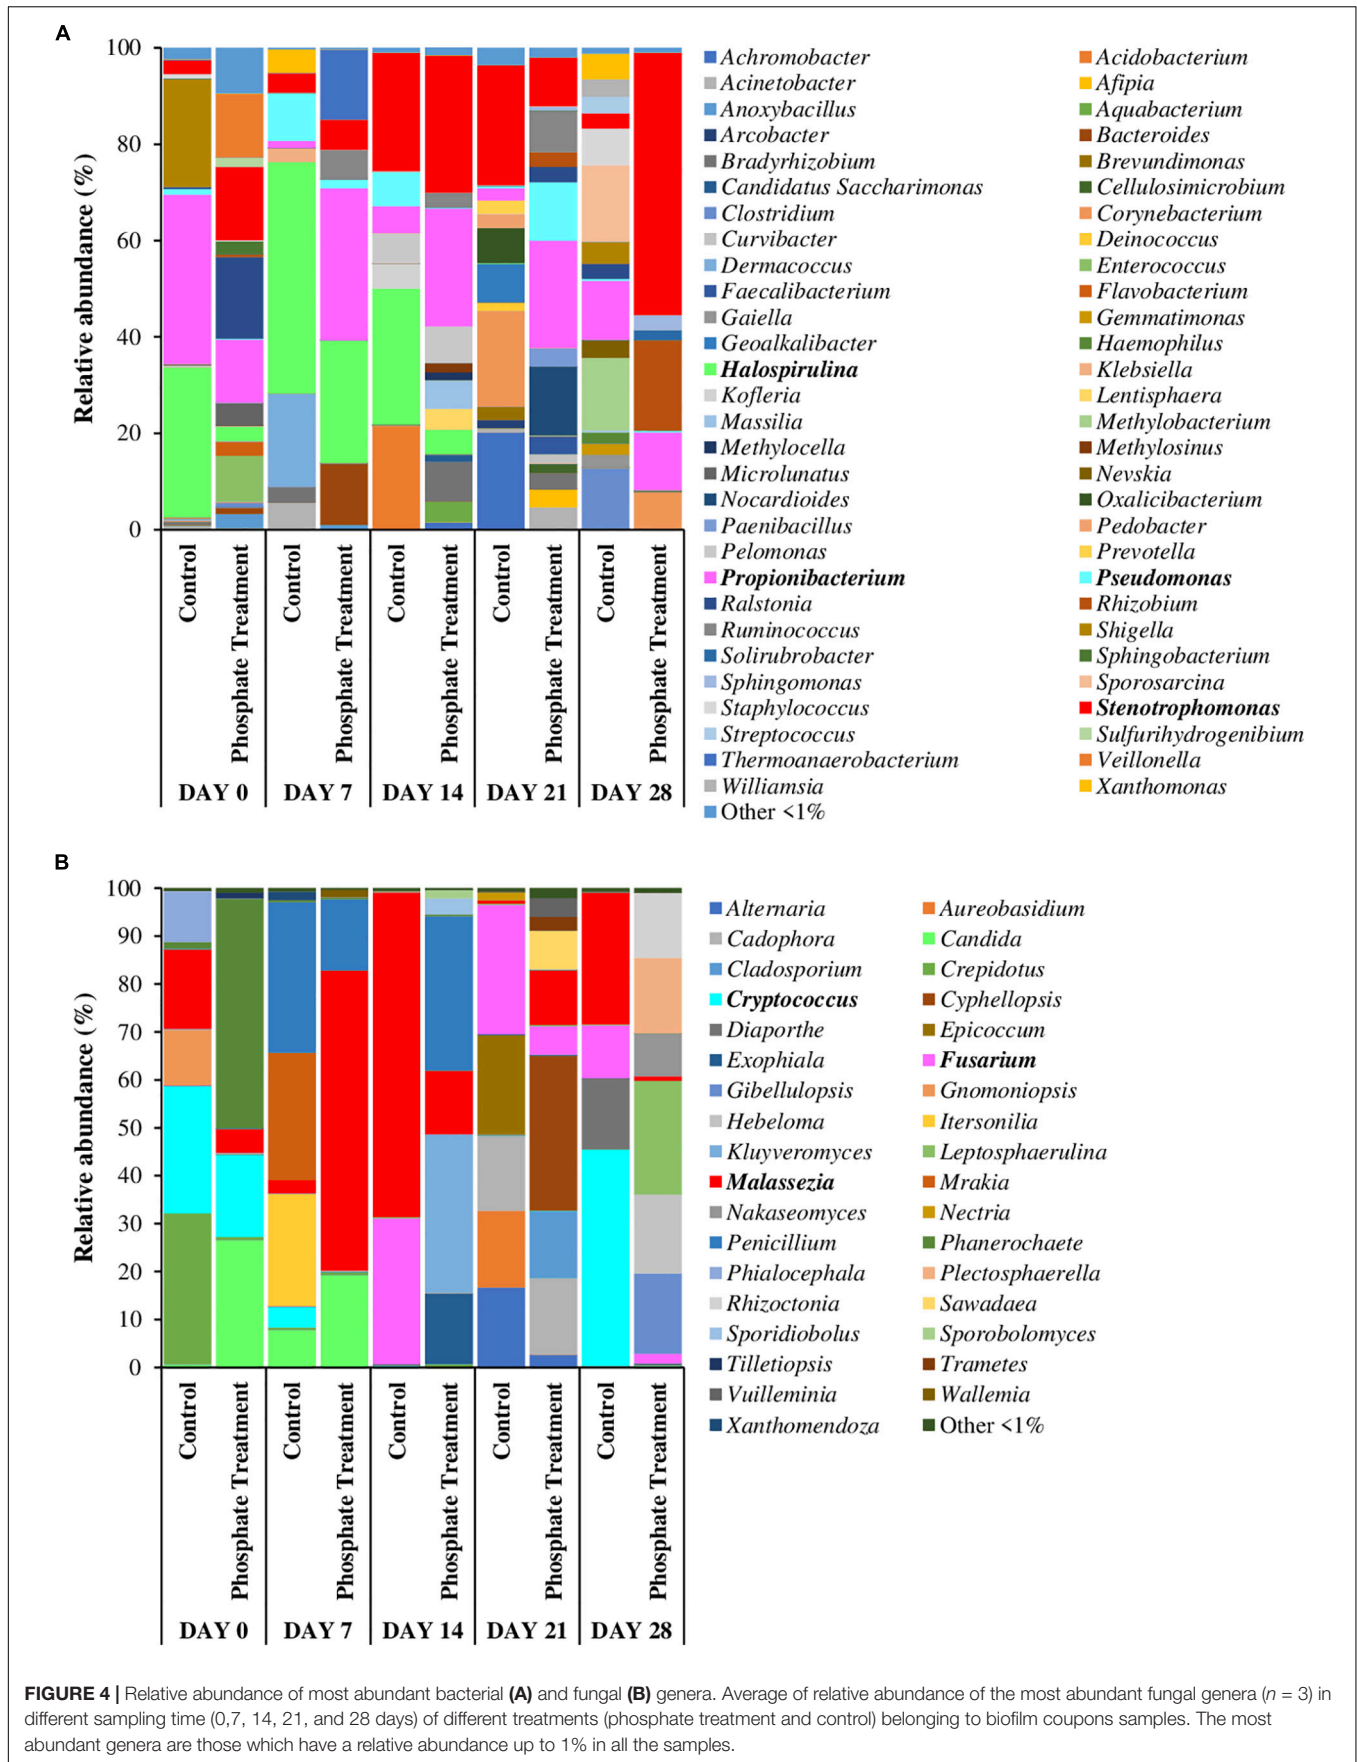 A
100
80
60
40
20
0
Relative abundance (%)
Control
Phosphate Treatment
Control
Phosphate Treatment
Control
Phosphate Treatment
Control
Phosphate Treatment
Control
Phosphate Treatment
DAY 0 DAY 7 DAY 14 DAY 21 DAY 28
Achromobacter Acidobacterium
Acinetobacter Afipia
Anoxybacillus Aquabacterium
Arcobacter Bacteroides
Bradyrhizobium Brevundimonas
Candidatus Saccharimonas Cellulosimicrobium
Clostridium Corynebacterium
Curvibacter Deinococcus
Dermacoccus Enterococcus
Faecalibacterium Flavobacterium
Gaiella Gemmatimonas
Geoalkalibacter Haemophilus
Halospirulina Klebsiella
Kofleria Lentisphaera
Massilia Methylobacterium
Methylocella Methylosinus
Microlunatus Nevskia
Nocardioides Oxalicibacterium
Paenibacillus Pedobacter
Pelomonas Prevotella
Propionibacterium Pseudomonas
Ralstonia Rhizobium
Ruminococcus Shigella
Solirubrobacter Sphingobacterium
Sphingomonas Sporosarcina
Staphylococcus Stenotrophomonas
Streptococcus Sulfurihydrogenibium
Thermoanaerobacterium Veillonella
Williamsia Xanthomonas
Other <1%
B
100
90
80
70
60
50
40
30
20
10
0
Relative abundance (%)
Control
Phosphate Treatment
Control
Phosphate Treatment
Control
Phosphate Treatment
Control
Phosphate Treatment
Control
Phosphate Treatment
DAY 0 DAY 7 DAY 14 DAY 21 DAY 28
Alternaria Aureobasidium
Cadophora Candida
Cladosporium Crepidotus
Cryptococcus Cyphellopsis
Diaporthe Epicoccum
Exophiala Fusarium
Gibellulopsis Gnomoniopsis
Hebeloma Itersonilia
Kluyveromyces Leptosphaerulina
Malassezia Mrakia
Nakaseomyces Nectria
Penicillium Phanerochaete
Phialocephala Plectosphaerella
Rhizoctonia Sawadaea
Sporidiobolus Sporobolomyces
Tilletiopsis Trametes
Vuilleminia Wallemia
Xanthomendoza Other <1%
FIGURE 4 | Relative abundance of most abundant bacterial (A) and fungal (B) genera. Average of relative abundance of the most abundant fungal genera (n = 3) in
different sampling time (0,7, 14, 21, and 28 days) of different treatments (phosphate treatment and control) belonging to biofilm coupons samples. The most
abundant genera are those which have a relative abundance up to 1% in all the samples.